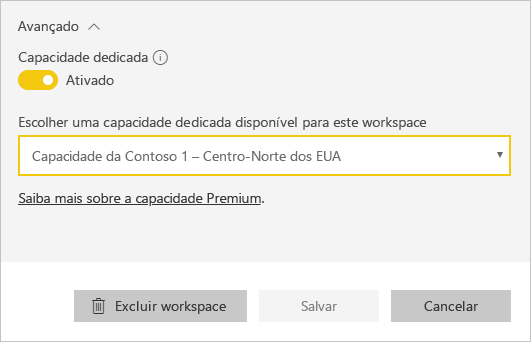 Avançado
Capacidade dedicada
Ativado
Escolher uma capacidade dedicada disponível para este workspace
Capacidade da Contoso 1 – Centro-Norte dos EUA
Saiba mais sobre a capacidade Premium.
Excluir workspace
Salvar
Cancelar